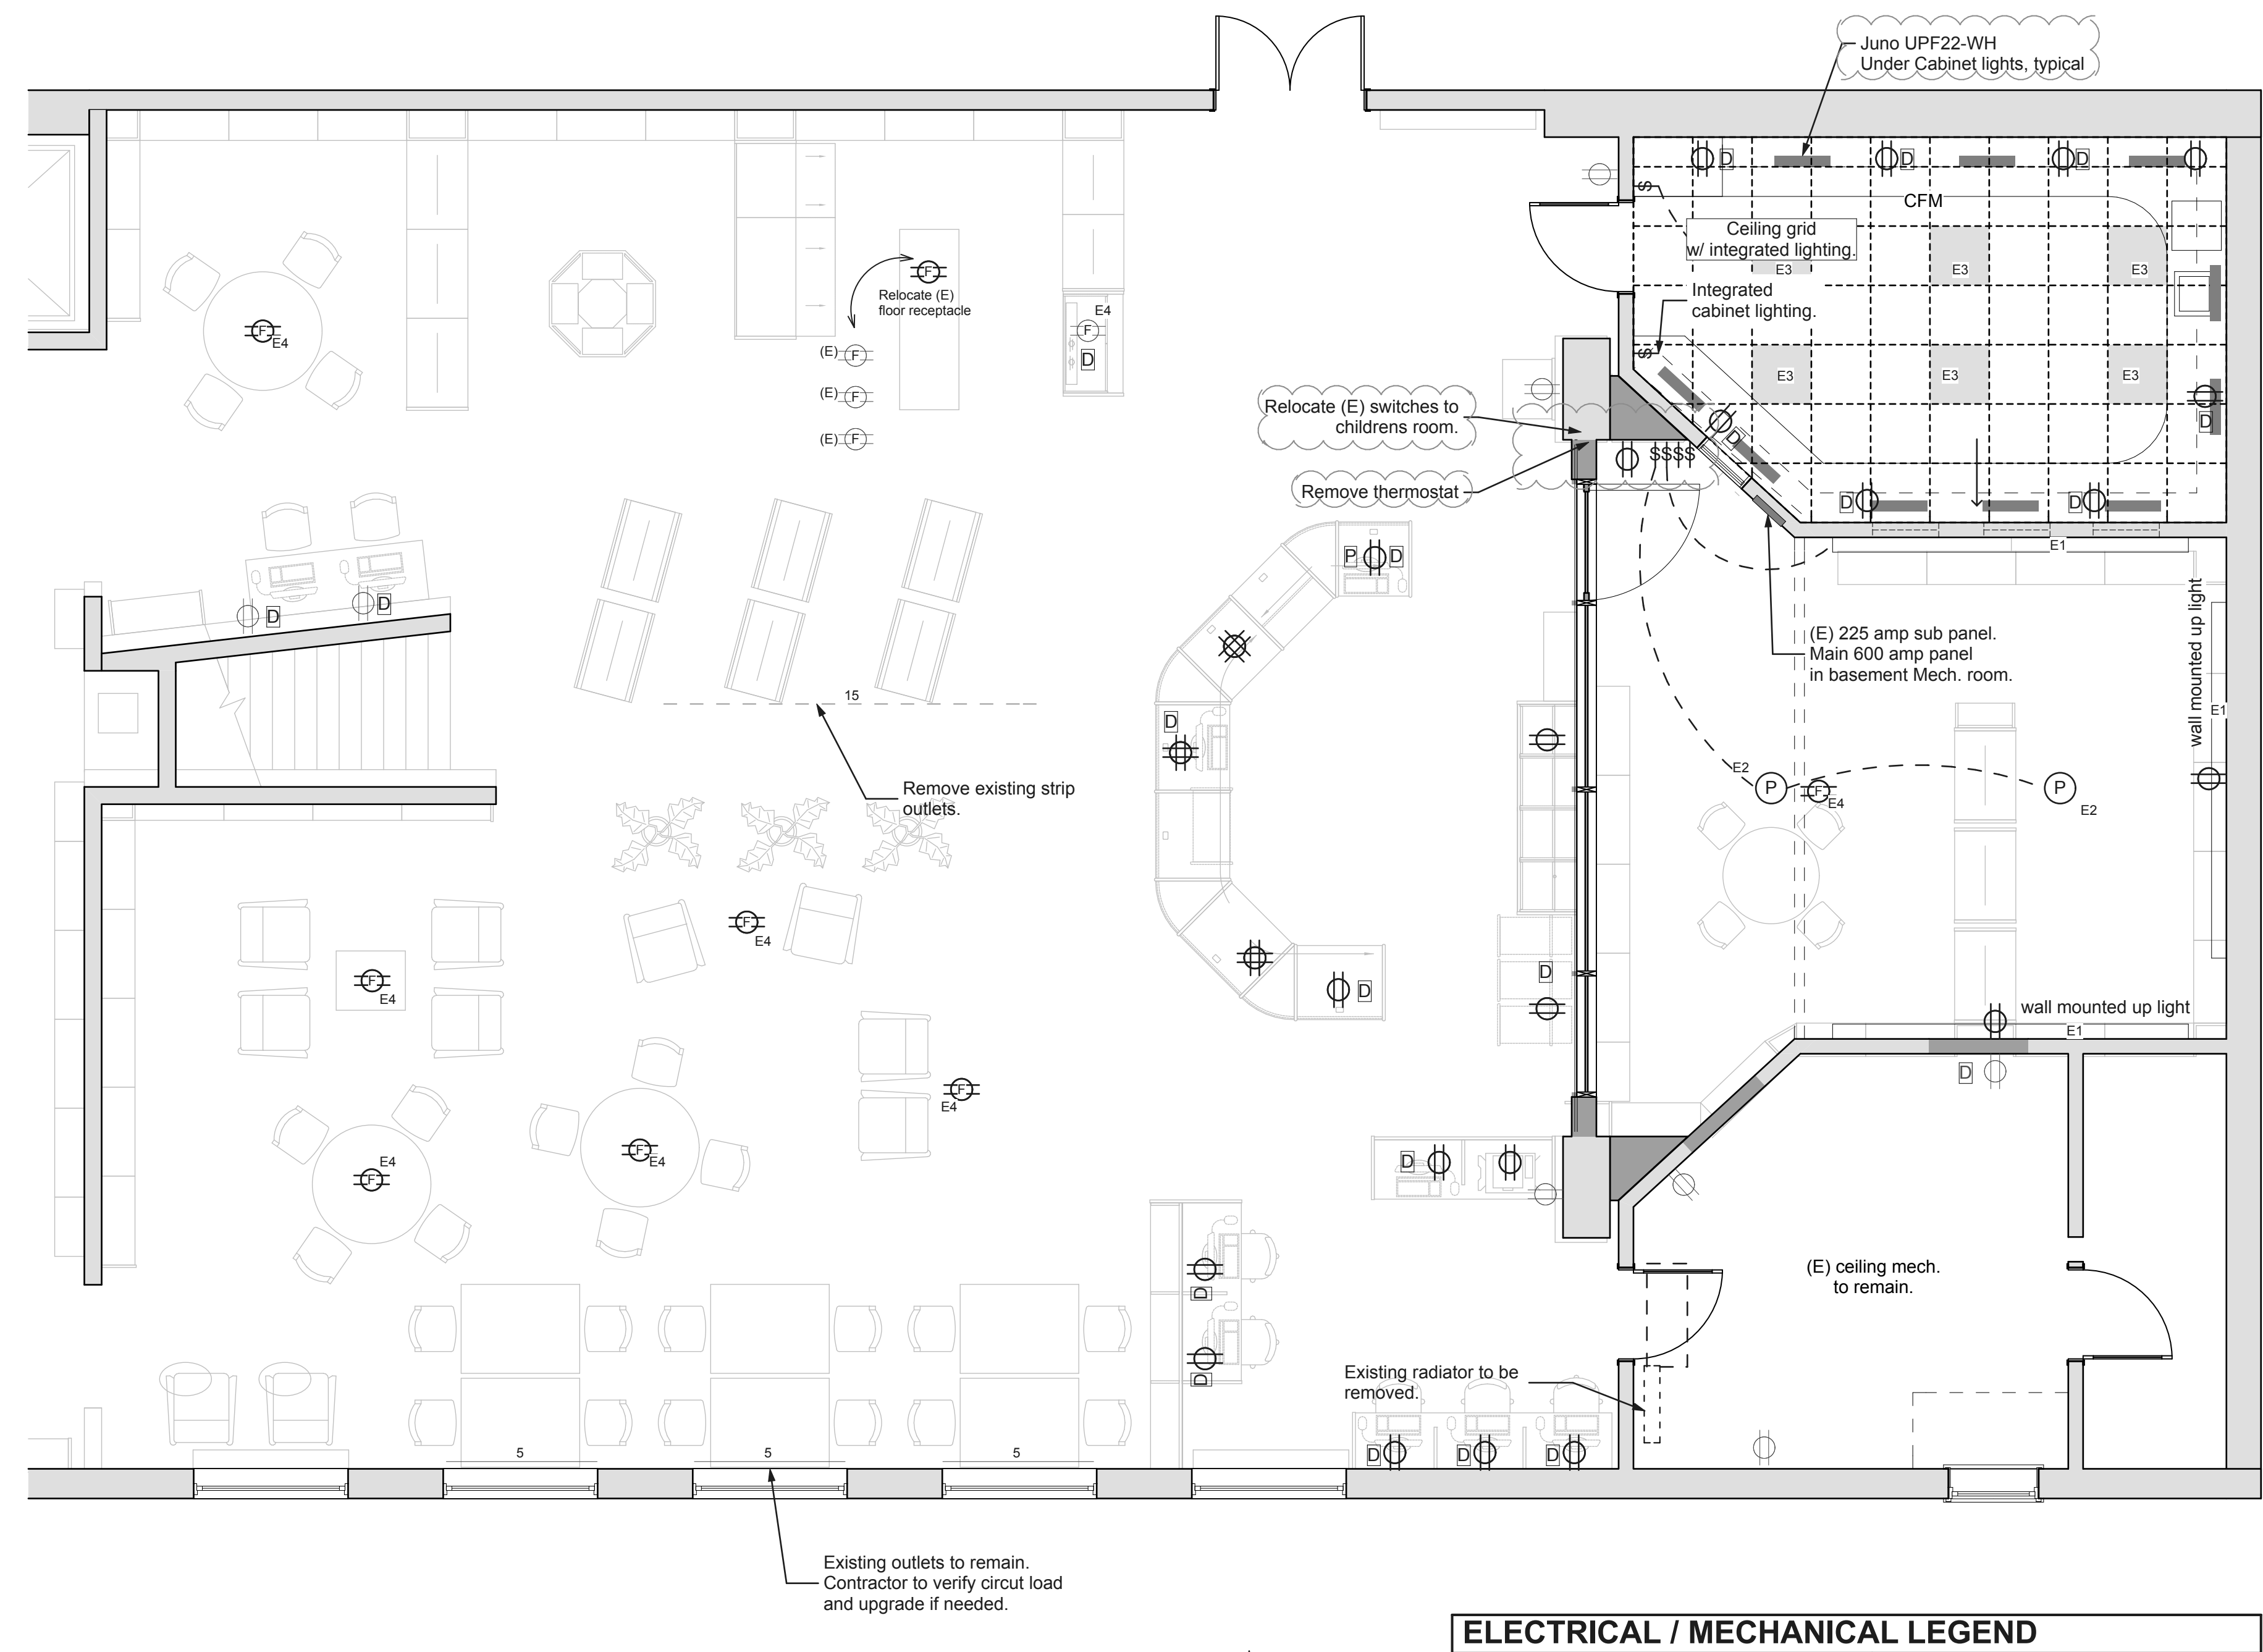 Juno UPF22-WH
Under Cabinet lights, typical
D D D
$
CFM
Ceiling grid
w/ integrated lighting.
E3 E3 E3
F
Relocate (E)
floor receptacle
E4
F
D
Integrated
cabinet lighting.
F
E4
(E) F
(E) F
(E) F
$
E3 E3 E3
Relocate (E) switches to
childrens room.
D
D
$$$$
Remove thermostat
D D
E1
P D
D
D
wall mounted up light
(E) 225 amp sub panel.
Main 600 amp panel
in basement Mech. room.
15
D
E1
Remove existing strip
outlets.
E2
P
F
E4
P
E2
F
E4
D
F
E4
D
wall mounted up light
E1
D
F
E4
F
E4
E4
F
D
(E) ceiling mech.
to remain.
D
D
Existing radiator to be
removed.
5 5 5
D D D
Existing outlets to remain.
Contractor to verify circut load
and upgrade if needed.
ELECTRICAL / MECHANICAL LEGEND